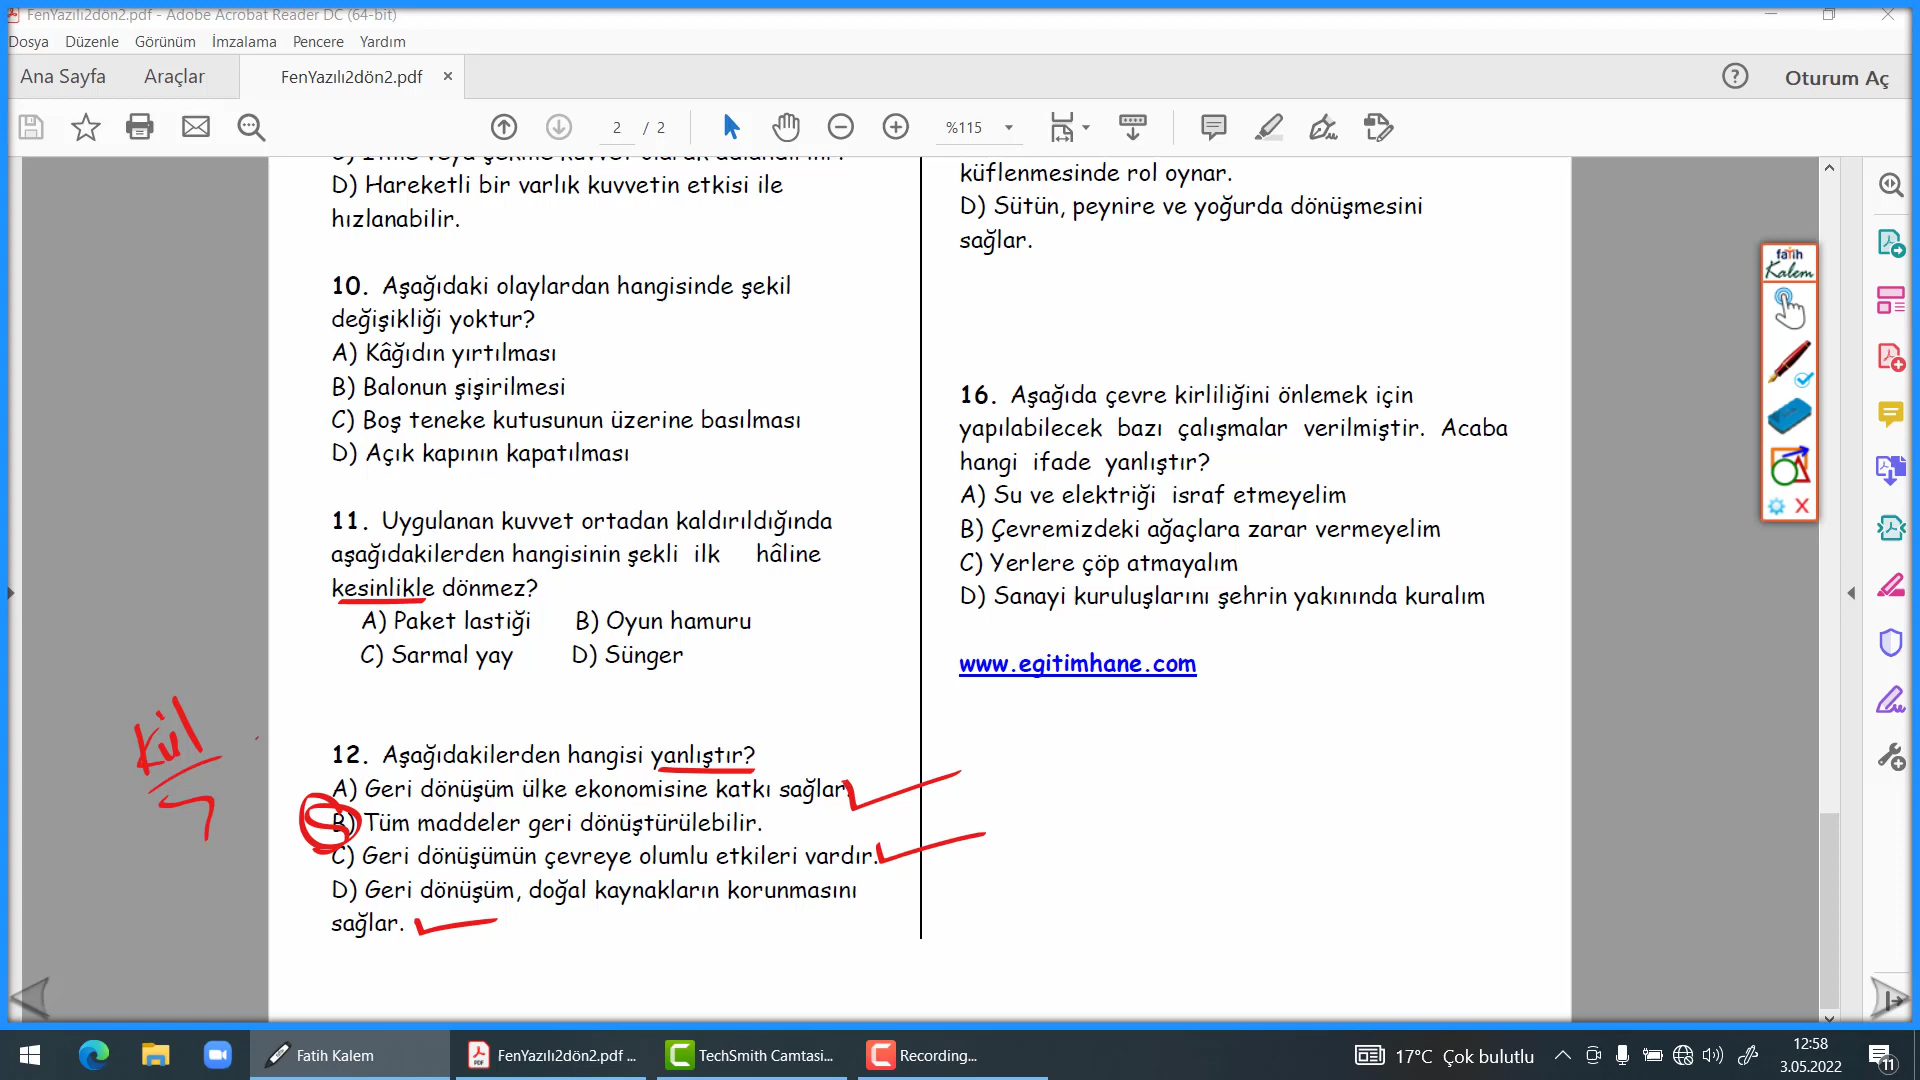 FenYazılı2dön2.pdf - Adobe Acrobat Reader DC (64-bit)
Dosya Düzenle Görünüm İmzalama Pencere Yardım
Ana Sayfa Araçlar FenYazılı2dön2.pdf × Oturum Aç
2 / 2 %115
D) Hareketli bir varlık kuvvetin etkisi ile
hızlanabilir.
10. Aşağıdaki olaylardan hangisinde şekil
değişikliği yoktur?
A) Kâğıdın yırtılması
B) Balonun şişirilmesi
C) Boş teneke kutusunun üzerine basılması
D) Açık kapının kapatılması
11. Uygulanan kuvvet ortadan kaldırıldığında
aşağıdakilerden hangisinin şekli ilk hâline
kesinlikle dönmez?
A) Paket lastiği B) Oyun hamuru
C) Sarmal yay D) Sünger
kül
12. Aşağıdakilerden hangisi yanlıştır?
A) Geri dönüşüm ülke ekonomisine katkı sağlar.
B) Tüm maddeler geri dönüştürülebilir.
C) Geri dönüşümün çevreye olumlu etkileri vardır.
D) Geri dönüşüm, doğal kaynakların korunmasını
sağlar.
küflenmesinde rol oynar.
D) Sütün, peynire ve yoğurda dönüşmesini
sağlar.
16. Aşağıda çevre kirliliğini önlemek için
yapılabilecek bazı çalışmalar verilmiştir. Acaba
hangi ifade yanlıştır?
A) Su ve elektriği israf etmeyelim
B) Çevremizdeki ağaçlara zarar vermeyelim
C) Yerlere çöp atmayalım
D) Sanayi kuruluşlarını şehrin yakınında kuralım
www.egitimhane.com
fatih
Kalem
Fatih Kalem
FenYazılı2dön2.pdf ...
TechSmith Camtasi...
Recording...
17°C Çok bulutlu
12:58
3.05.2022
11